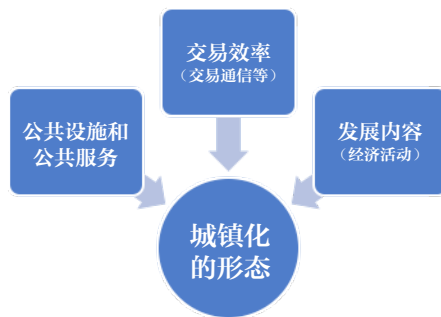 交易效率
（交易通信等）
公共设施和
公共服务
发展内容
（经济活动）
城镇化
的形态